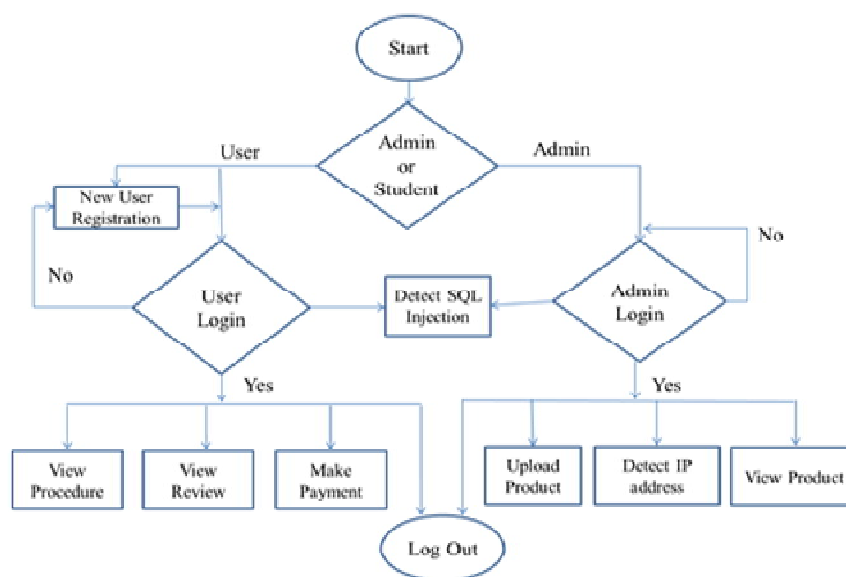 Start
Admin
or
Student
User
Admin
New User
Registration
No
No
User
Login
Detect SQL
Injection
Admin
Login
Yes
Yes
View
Procedure
View
Review
Make
Payment
Upload
Product
Detect IP
address
View Product
Log Out